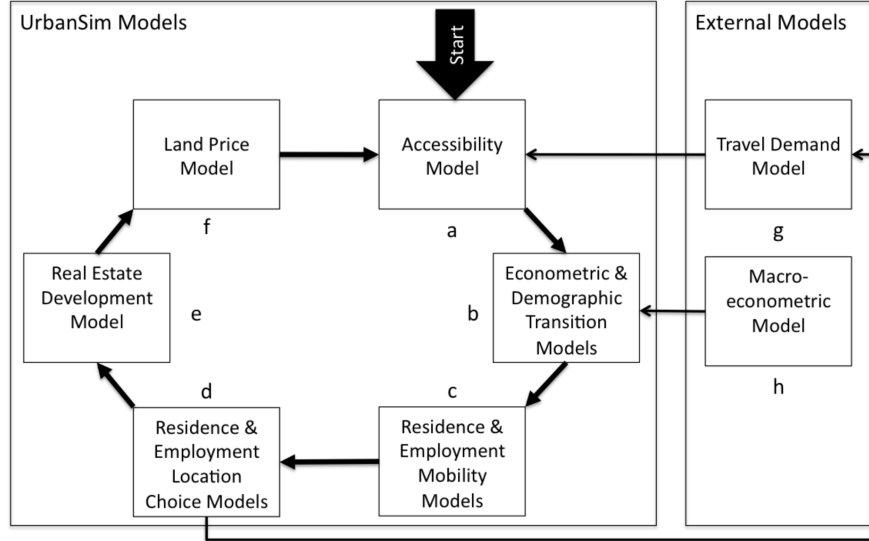 UrbanSim Models
External Models
Start
Land Price
Model
f
Accessibility
Model
a
Travel Demand
Model
g
Real Estate
Development
Model
e
Econometric &
Demographic
Transition
Models
b
Macro-
econometric
Model
h
d
Residence &
Employment
Location
Choice Models
c
Residence &
Employment
Mobility
Models